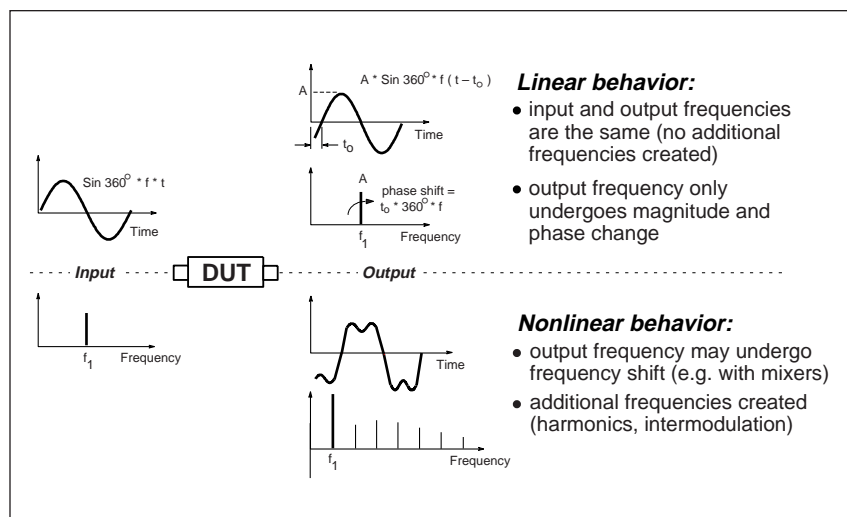 A * Sin 360° * f ( t – t₀ )
A
Time
t₀
Sin 360° * f * t
Time
A
phase shift =
t₀ * 360° * f
f₁
Frequency
Linear behavior:
● input and output frequencies
are the same (no additional
frequencies created)
● output frequency only
undergoes magnitude and
phase change
Input
DUT
Output
f₁
Frequency
Time
f₁
Frequency
Nonlinear behavior:
● output frequency may undergo
frequency shift (e.g. with mixers)
● additional frequencies created
(harmonics, intermodulation)